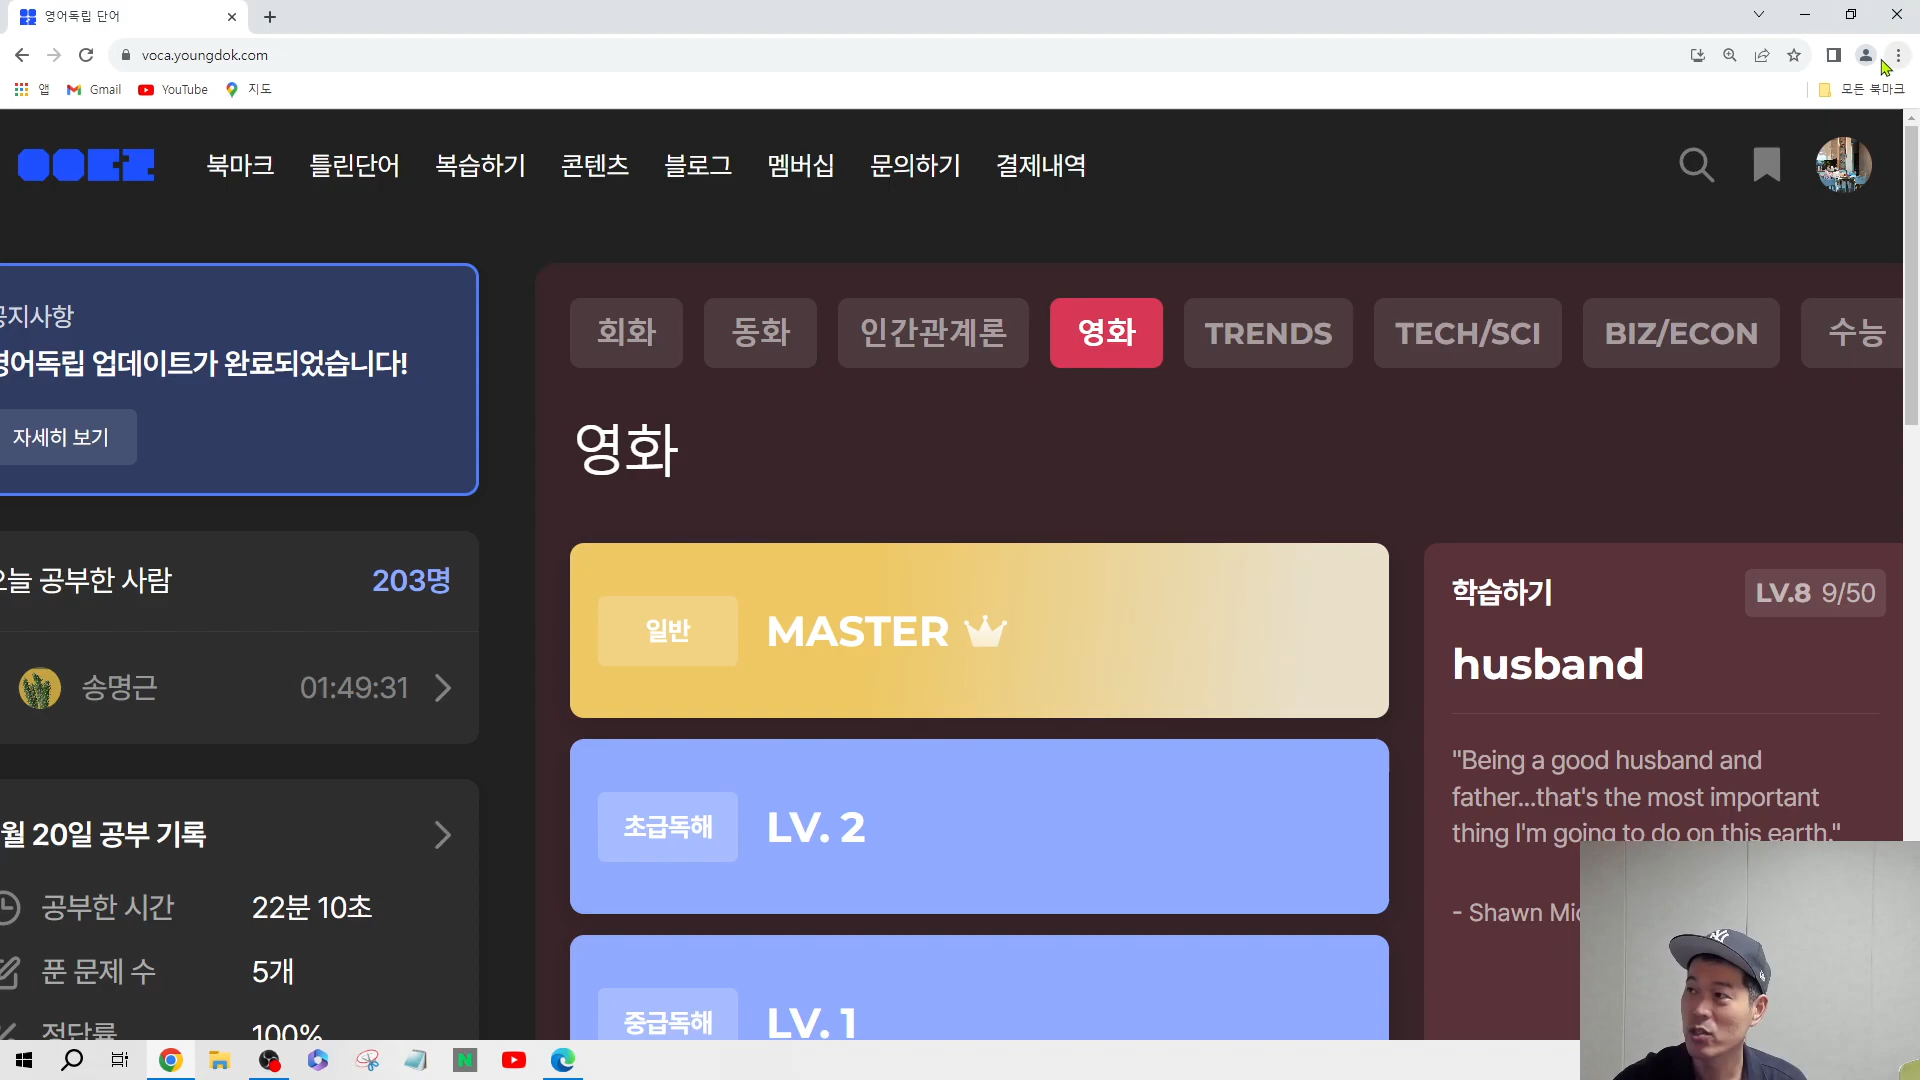 영어독립 단어
voca.youngdok.com
앱 Gmail YouTube 지도 모든 북마크
북마크 틀린단어 복습하기 콘텐츠 블로그 멤버십 문의하기 결제내역
공지사항
영어독립 업데이트가 완료되었습니다!
자세히 보기
오늘 공부한 사람 203명
송명근 01:49:31
월 20일 공부 기록
공부한 시간 22분 10초
푼 문제 수 5개
정답률 100%
회화 동화 인간관계론 영화 TRENDS TECH/SCI BIZ/ECON 수능
영화
일반 MASTER
초급독해 LV. 2
중급독해 LV. 1
학습하기 LV.8 9/50
husband
"Being a good husband and
father...that's the most important
thing I'm going to do on this earth."
- Shawn